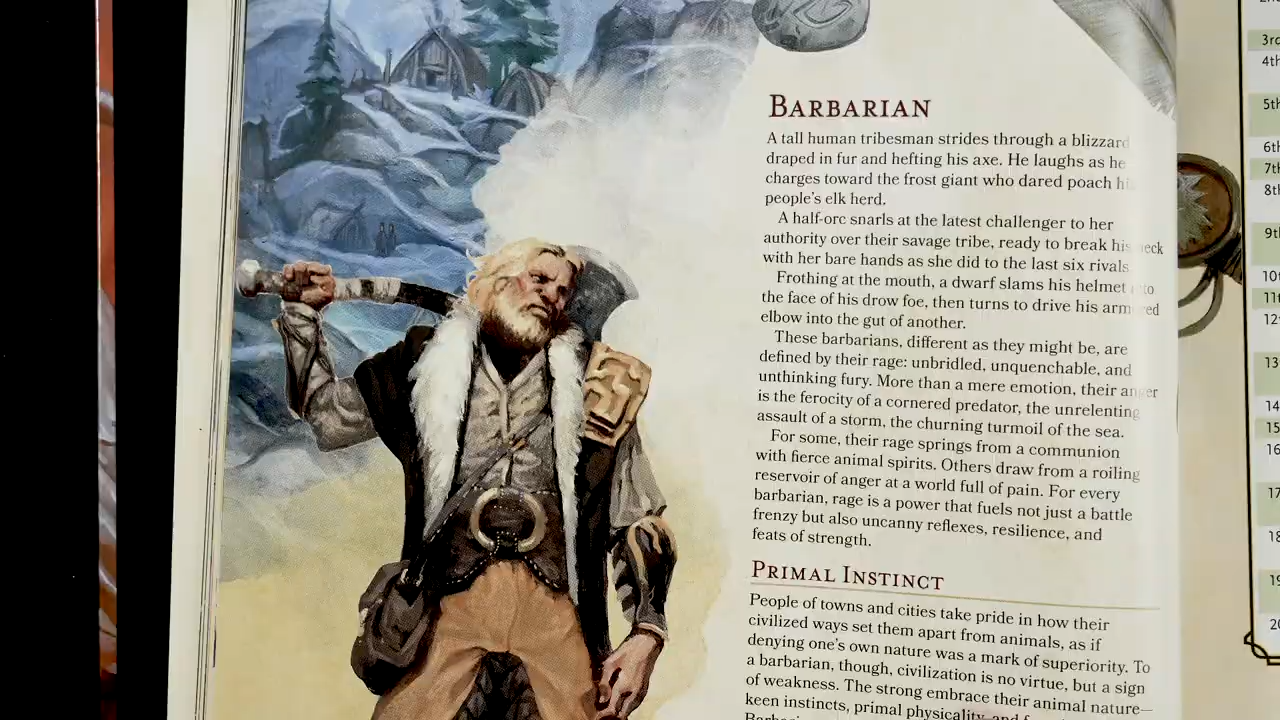 BARBARIAN
A tall human tribesman strides through a blizzard
draped in fur and hefting his axe. He laughs as he
charges toward the frost giant who dared poach
people's elk herd.
A half-orc snarls at the latest challenger to her
authority over their savage tribe, ready to break his
with her bare hands as she did to the last six rivals
Frothing at the mouth, a dwarf slams his helmet
the face of his drow foe, then turns to drive his
elbow into the gut of another.
These barbarians, different as they might be, are
defined by their rage: unbridled, unquenchable, and
unthinking fury. More than a mere emotion, their anger
is the ferocity of a cornered predator, the unrelenting
assault of a storm, the churning turmoil of the sea.
For some, their rage springs from a communion
with fierce animal spirits. Others draw from a roiling
reservoir of anger at a world full of pain. For every
barbarian, rage is a power that fuels not just a battle
frenzy but also uncanny reflexes, resilience, and
feats of strength.
PRIMAL INSTINCT
People of towns and cities take pride in how their
civilized ways set them apart from animals, as if
denying one's own nature was a mark of superiority. To
a barbarian, though, civilization is no virtue, but a sign
of weakness. The strong embrace their animal nature—
keen instincts, primal physicality, and
3rd
4th
5th
6th
7th
8th
9th
10th
11th
12th
13
14
15
16
17
18
19
20